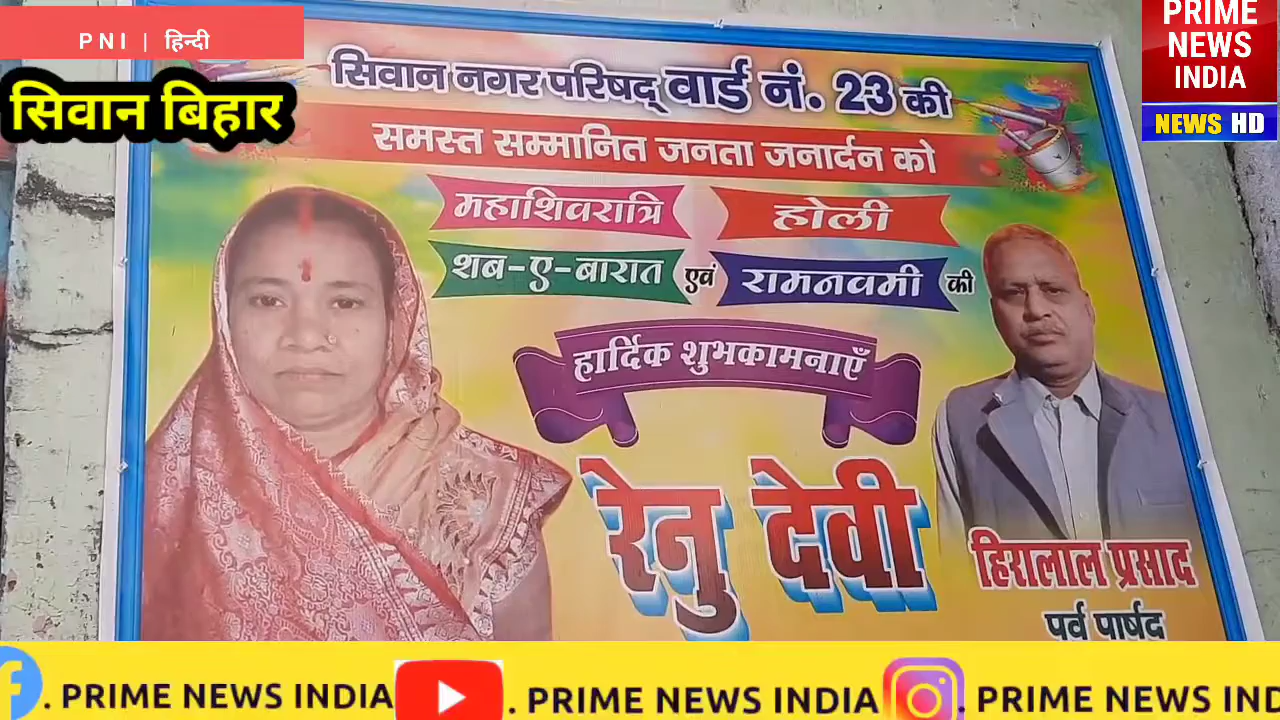 PNI | हिन्दी
सिवान बिहार
PRIME
NEWS
INDIA
NEWS HD
सिवान नगर परिषद् वार्ड नं. 23 की
समस्त सम्मानित जनता जनार्दन को
महाशिवरात्रि होली
शब-ए-बारात एवं रामनवमी की
हार्दिक शुभकामनाएँ
रेनु देवी
हिरालाल प्रसाद
पूर्व पार्षद
. PRIME NEWS INDIA . PRIME NEWS INDIA . PRIME NEWS IND